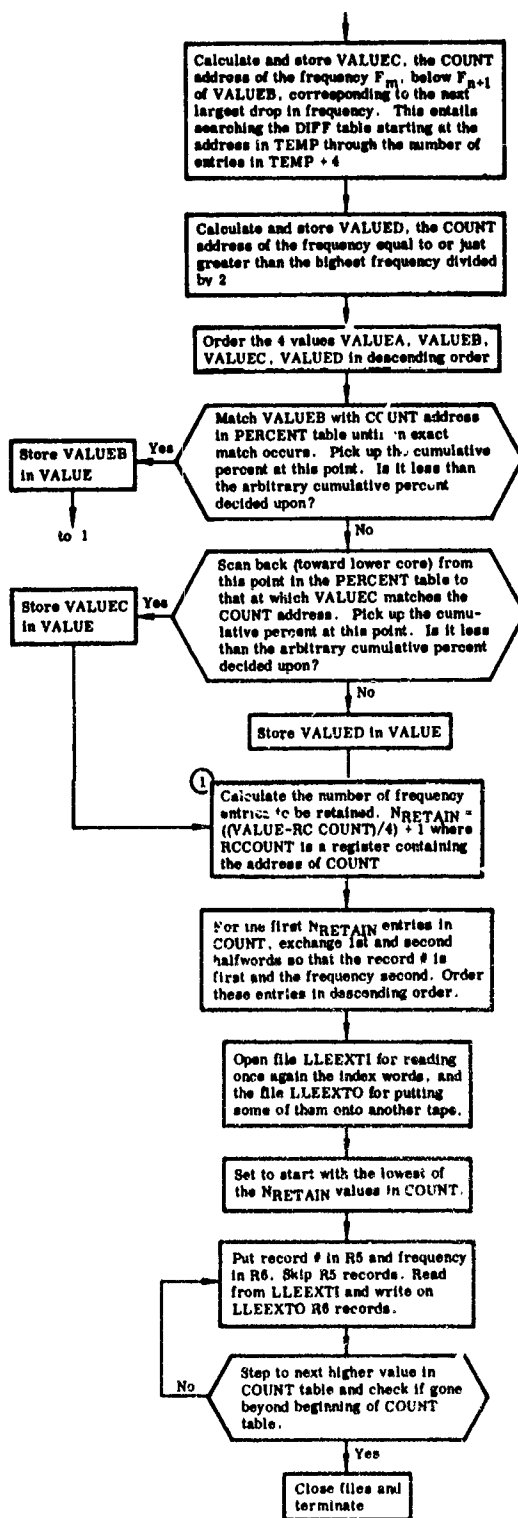 Calculate and store VALUEC, the COUNT
address of the frequency Fm, below Fn+1
of VALUEB, corresponding to the next
largest drop in frequency. This entails
searching the DIFF table starting at the
address in TEMP through the number of
entries in TEMP + 4
Calculate and store VALUED, the COUNT
address of the frequency equal to or just
greater than the highest frequency divided
by 2
Order the 4 values VALUEA, VALUEB,
VALUEC, VALUED in descending order
Match VALUEB with COUNT address
in PERCENT table until an exact
match occurs. Pick up the cumulative
percent at this point. Is it less than
the arbitrary cumulative percent
decided upon?
Yes
Store VALUEB
in VALUE
to 1
No
Scan back (toward lower core) from
this point in the PERCENT table to
that at which VALUEC matches the
COUNT address. Pick up the cumu-
lative percent at this point. Is it less
than the arbitrary cumulative percent
decided upon?
Yes
Store VALUEC
in VALUE
No
Store VALUED in VALUE
1
Calculate the number of frequency
entries to be retained. NRETAIN =
((VALUE-RC COUNT)/4) + 1 where
RCCOUNT is a register containing
the address of COUNT
For the first NRETAIN entries in
COUNT, exchange 1st and second
halfwords so that the record # is
first and the frequency second. Order
these entries in descending order.
Open file LLEEXTI for reading
once again the index words, and
the file LLEEXTO for putting
some of them onto another tape.
Set to start with the lowest of
the NRETAIN values in COUNT.
Put record # in R5 and frequency
in R6. Skip R5 records. Read
from LLEEXTI and write on
LLEEXTO R6 records.
No
Step to next higher value in
COUNT table and check if gone
beyond beginning of COUNT
table.
Yes
Close files and
terminate